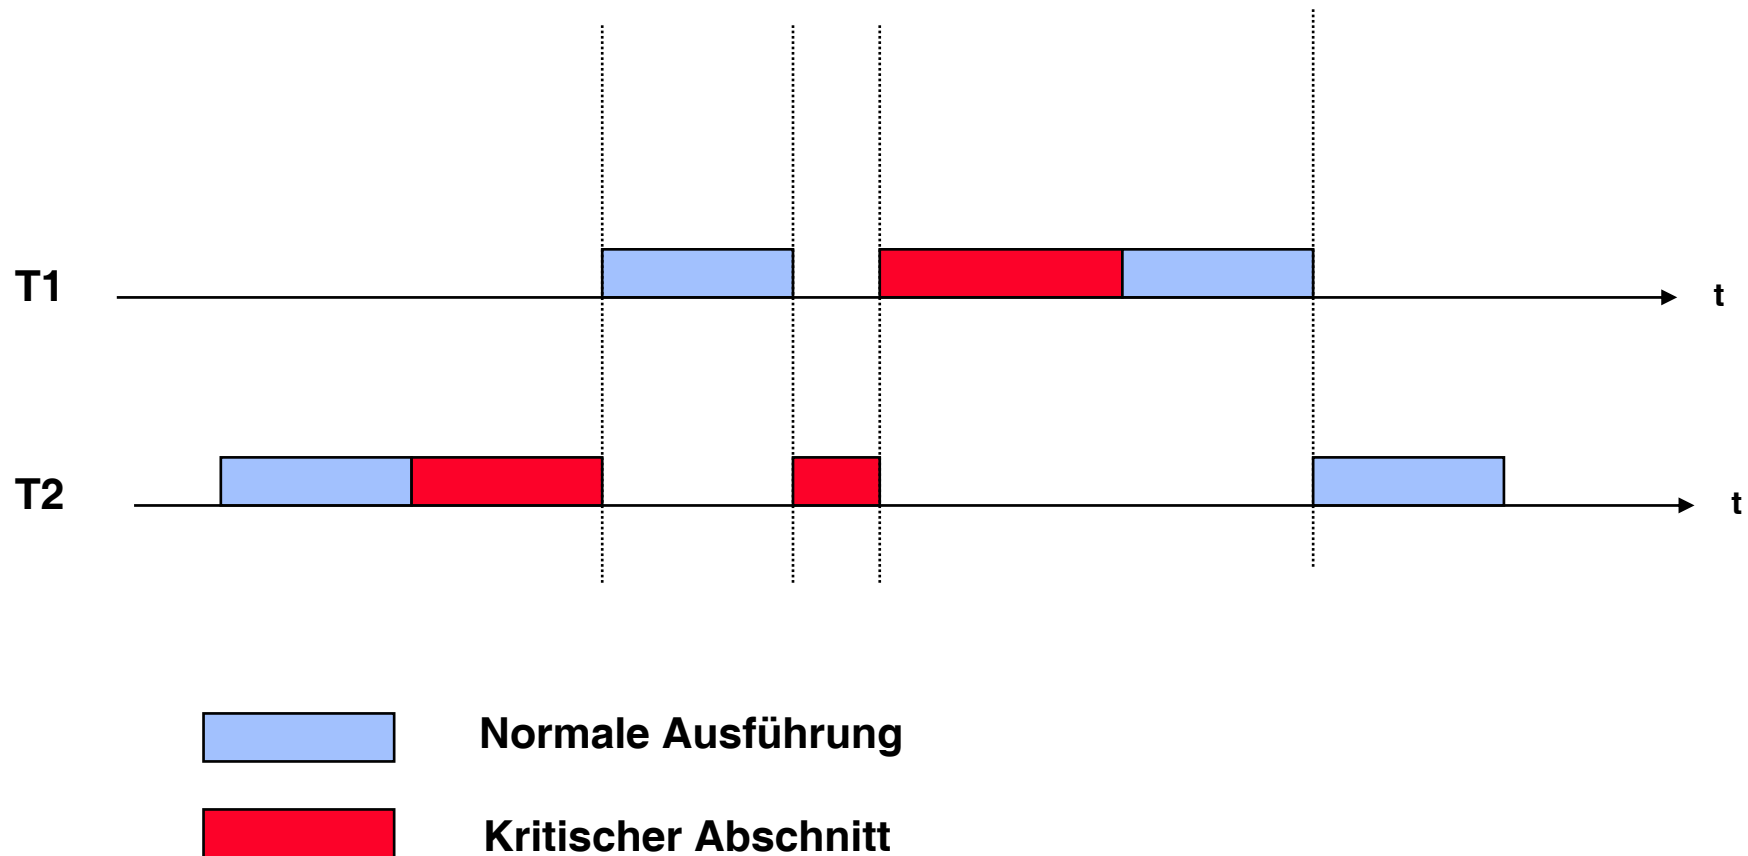 T1
t
T2
t
Normale Ausführung
Kritischer Abschnitt